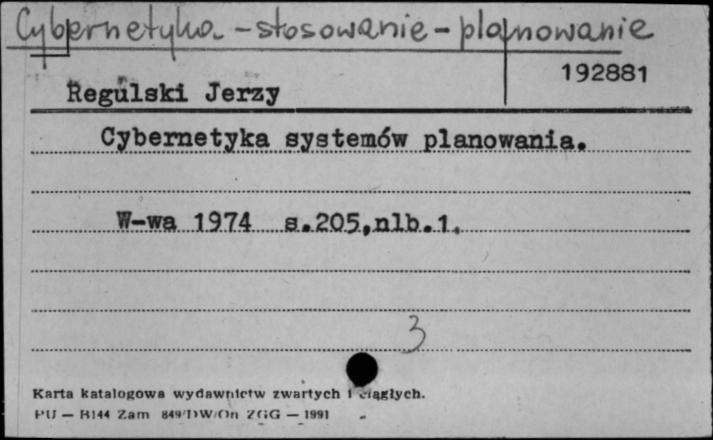 Cybernetyka - stosowanie - planowanie
192881
Regulski Jerzy
Cybernetyka systemów planowania.
W-wa 1974 s.205,nlb.1.
3
Karta katalogowa wydawnictw zwartych i ciągłych.
PU — H144 Zam 849/DW/On ZGG — 1991